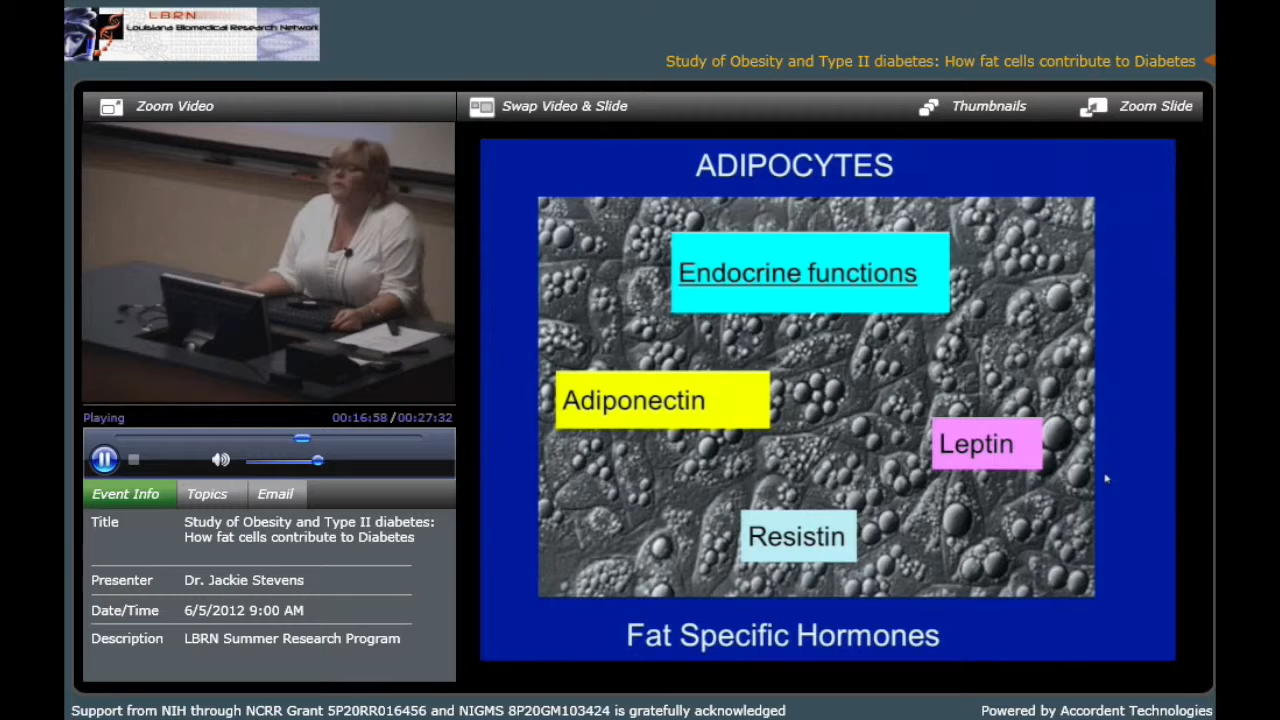 LBRN
Louisiana Biomedical Research Network
Study of Obesity and Type II diabetes: How fat cells contribute to Diabetes
Zoom Video
Swap Video & Slide
Thumbnails
Zoom Slide
ADIPOCYTES
Endocrine functions
Adiponectin
Leptin
Resistin
Fat Specific Hormones
Playing
00:16:58 / 00:27:32
Event Info
Topics
Email
Title
Study of Obesity and Type II diabetes:
How fat cells contribute to Diabetes
Presenter
Dr. Jackie Stevens
Date/Time
6/5/2012 9:00 AM
Description
LBRN Summer Research Program
Support from NIH through NCRR Grant 5P20RR016456 and NIGMS 8P20GM103424 is gratefully acknowledged
Powered by Accordent Technologies